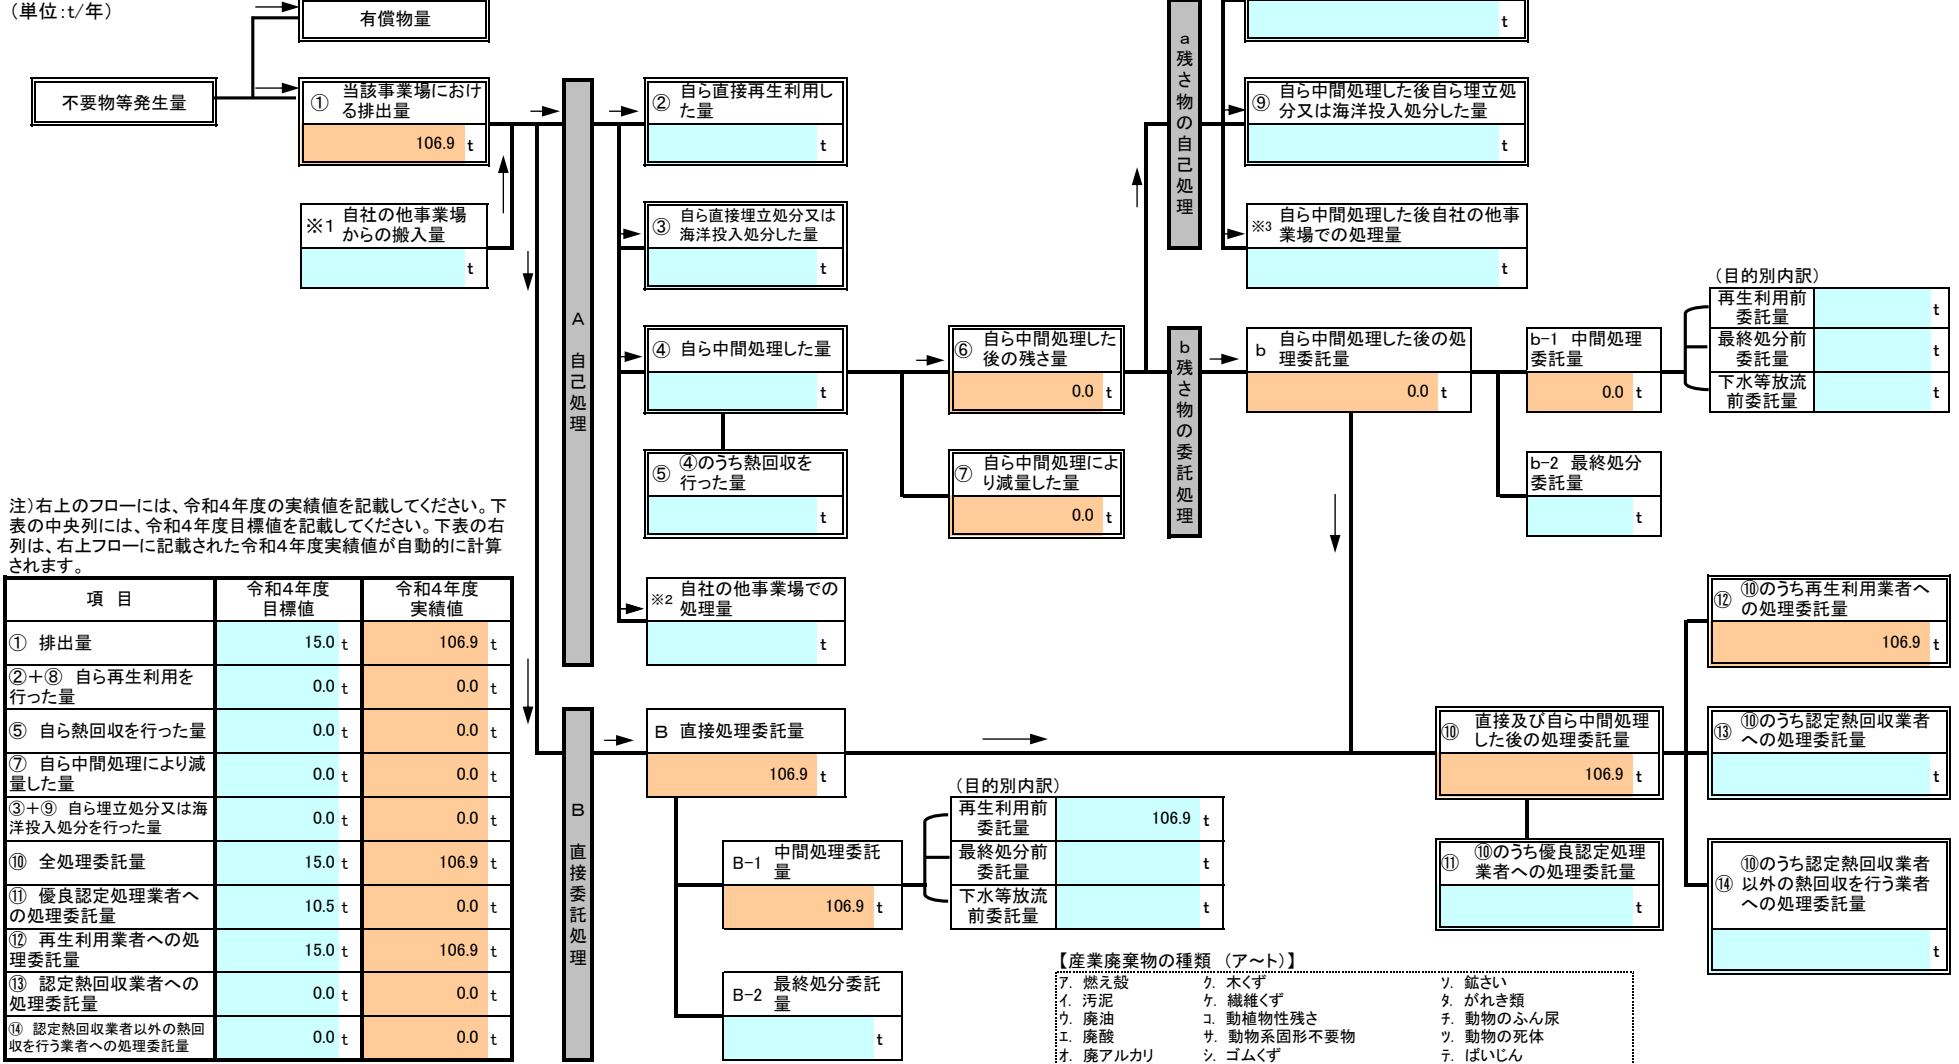 （単位：t/年）
有償物量
不要物等発生量
① 当該事業場におけ
る排出量
106.9 t
※1 自社の他事業場
からの搬入量
t
A 自己処理
② 自ら直接再生利用し
た量
t
③ 自ら直接埋立処分又は
海洋投入処分した量
t
④ 自ら中間処理した量
t
⑤ ④のうち熱回収を
行った量
t
※2 自社の他事業場での
処理量
t
⑥ 自ら中間処理した
後の残さ量
0.0 t
⑦ 自ら中間処理によ
り減量した量
0.0 t
a 残さ物の自己処理
t
⑨ 自ら中間処理した後自ら埋立処
分又は海洋投入処分した量
t
※3 自ら中間処理した後自社の他事
業場での処理量
t
b 残さ物の委託処理
b 自ら中間処理した後の処
理委託量
0.0 t
b-1 中間処理
委託量
0.0 t
b-2 最終処分
委託量
t
（目的別内訳）
再生利用前
委託量
t
最終処分前
委託量
t
下水等放流
前委託量
t
注）右上のフローには、令和４年度の実績値を記載してください。下
表の中央列には、令和４年度目標値を記載してください。下表の右
列は、右上フローに記載された令和４年度実績値が自動的に計算
されます。
項 目
令和４年度
目標値
令和４年度
実績値
① 排出量
15.0 t 106.9 t
②＋⑧ 自ら再生利用を
行った量
0.0 t 0.0 t
⑤ 自ら熱回収を行った量
0.0 t 0.0 t
⑦ 自ら中間処理により減
量した量
0.0 t 0.0 t
③＋⑨ 自ら埋立処分又は海
洋投入処分を行った量
0.0 t 0.0 t
⑩ 全処理委託量
15.0 t 106.9 t
⑪ 優良認定処理業者へ
の処理委託量
10.5 t 0.0 t
⑫ 再生利用業者への処
理委託量
15.0 t 106.9 t
⑬ 認定熱回収業者への
処理委託量
0.0 t 0.0 t
⑭ 認定熱回収業者以外の熱回
収を行う業者への処理委託量
0.0 t 0.0 t
B 直接委託処理
B 直接処理委託量
106.9 t
B-1 中間処理委託
量
106.9 t
B-2 最終処分委託
量
t
（目的別内訳）
再生利用前
委託量
106.9 t
最終処分前
委託量
t
下水等放流
前委託量
t
⑩ 直接及び自ら中間処理
した後の処理委託量
106.9 t
⑪ ⑩のうち優良認定処理
業者への処理委託量
t
⑫ ⑩のうち再生利用業者へ
の処理委託量
106.9 t
⑬ ⑩のうち認定熱回収業者
への処理委託量
t
⑭ ⑩のうち認定熱回収業者
以外の熱回収を行う業者
への処理委託量
t
【産業廃棄物の種類 （ア～ト）】
ア. 燃え殻 ク. 木くず ソ. 鉱さい
イ. 汚泥 ケ. 繊維くず タ. がれき類
ウ. 廃油 コ. 動植物性残さ チ. 動物のふん尿
エ. 廃酸 サ. 動物系固形不要物 ツ. 動物の死体
オ. 廃アルカリ シ. ゴムくず テ. ばいじん